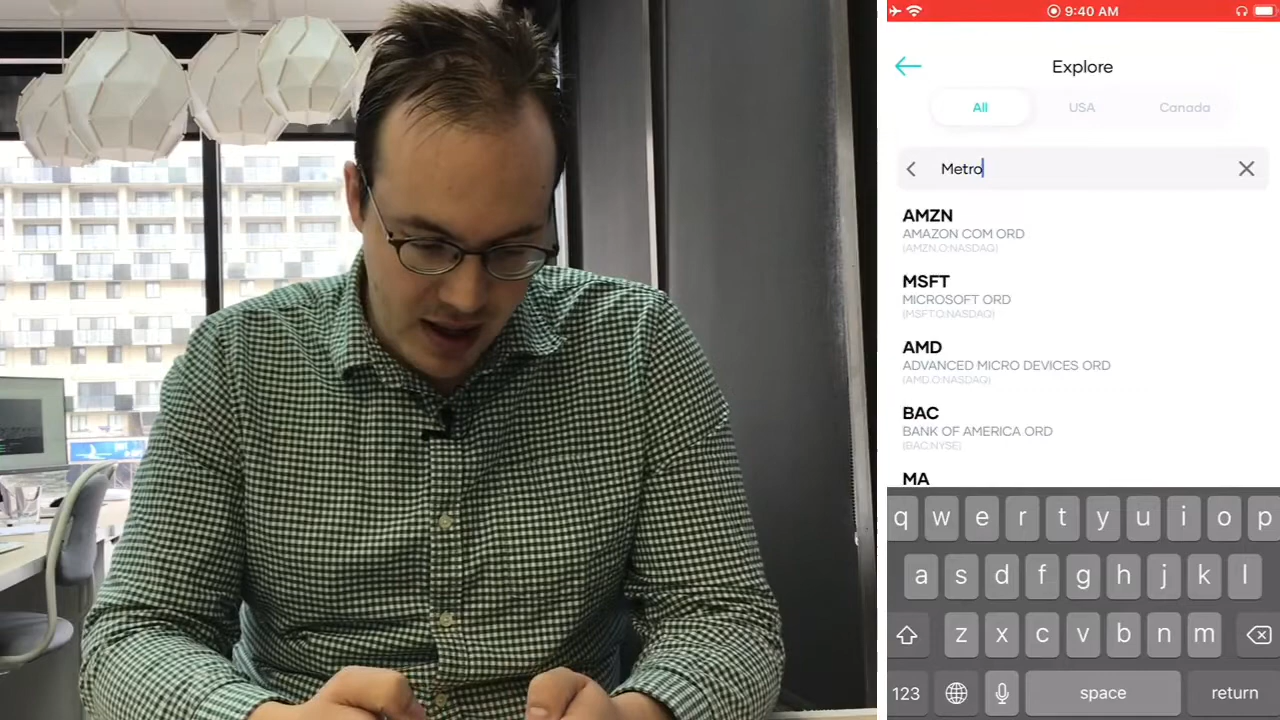 9:40 AM
Explore
All USA Canada
Metro
AMZN
AMAZON COM ORD
(AMZN.O:NASDAQ)
MSFT
MICROSOFT ORD
(MSFT.O:NASDAQ)
AMD
ADVANCED MICRO DEVICES ORD
(AMD.O:NASDAQ)
BAC
BANK OF AMERICA ORD
(BAC:NYSE)
MA
q w e r t y u i o p
a s d f g h j k l
z x c v b n m
123 space return